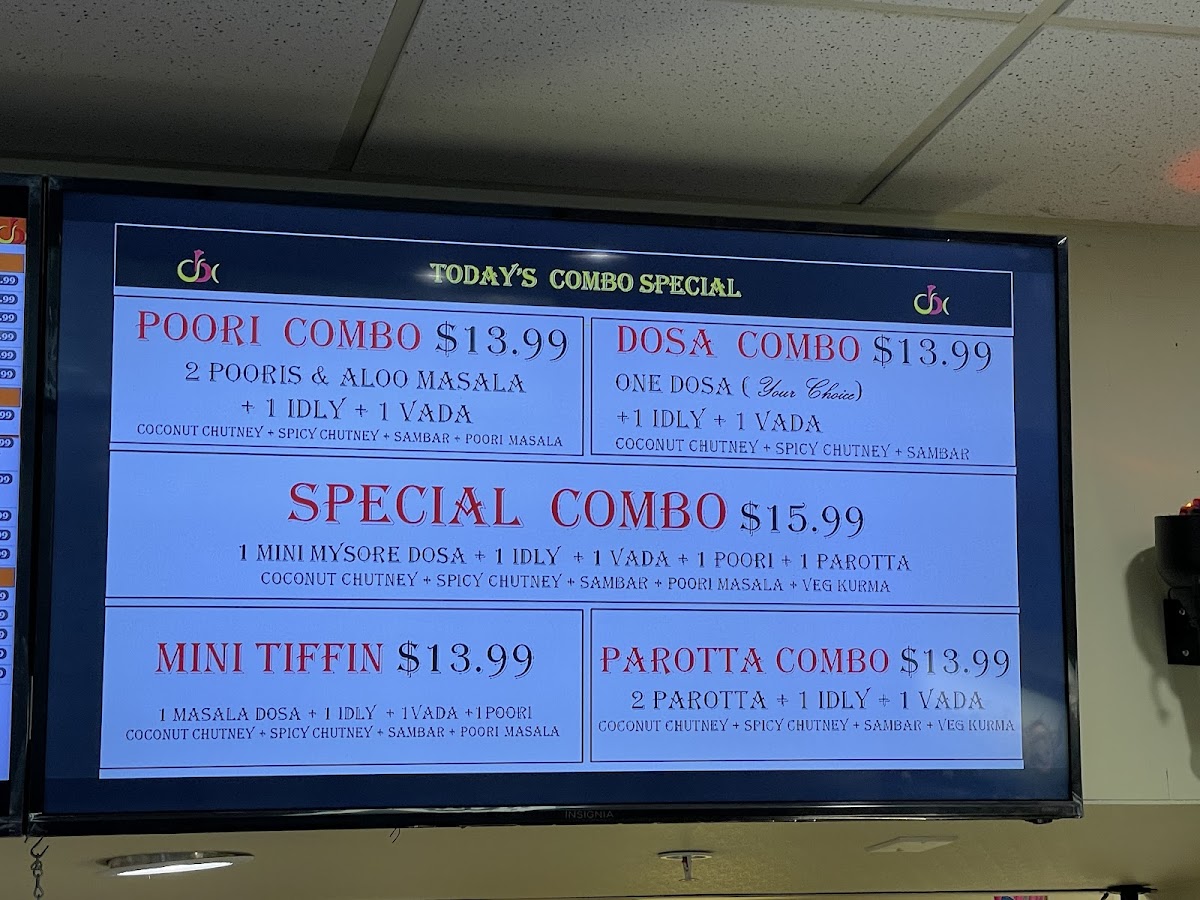 TODAY'S COMBO SPECIAL
POORI COMBO $13.99
2 POORIS & ALOO MASALA
+ 1 IDLY + 1 VADA
COCONUT CHUTNEY + SPICY CHUTNEY + SAMBAR + POORI MASALA
DOSA COMBO $13.99
ONE DOSA ( Your Choice)
+1 IDLY + 1 VADA
COCONUT CHUTNEY + SPICY CHUTNEY + SAMBAR
SPECIAL COMBO $15.99
1 MINI MYSORE DOSA + 1 IDLY + 1 VADA + 1 POORI + 1 PAROTTA
COCONUT CHUTNEY + SPICY CHUTNEY + SAMBAR + POORI MASALA + VEG KURMA
MINI TIFFIN $13.99
1 MASALA DOSA + 1 IDLY + 1VADA +1POORI
COCONUT CHUTNEY + SPICY CHUTNEY + SAMBAR + POORI MASALA
PAROTTA COMBO $13.99
2 PAROTTA + 1 IDLY + 1 VADA
COCONUT CHUTNEY + SPICY CHUTNEY + SAMBAR + VEG KURMA
INSIGNIA